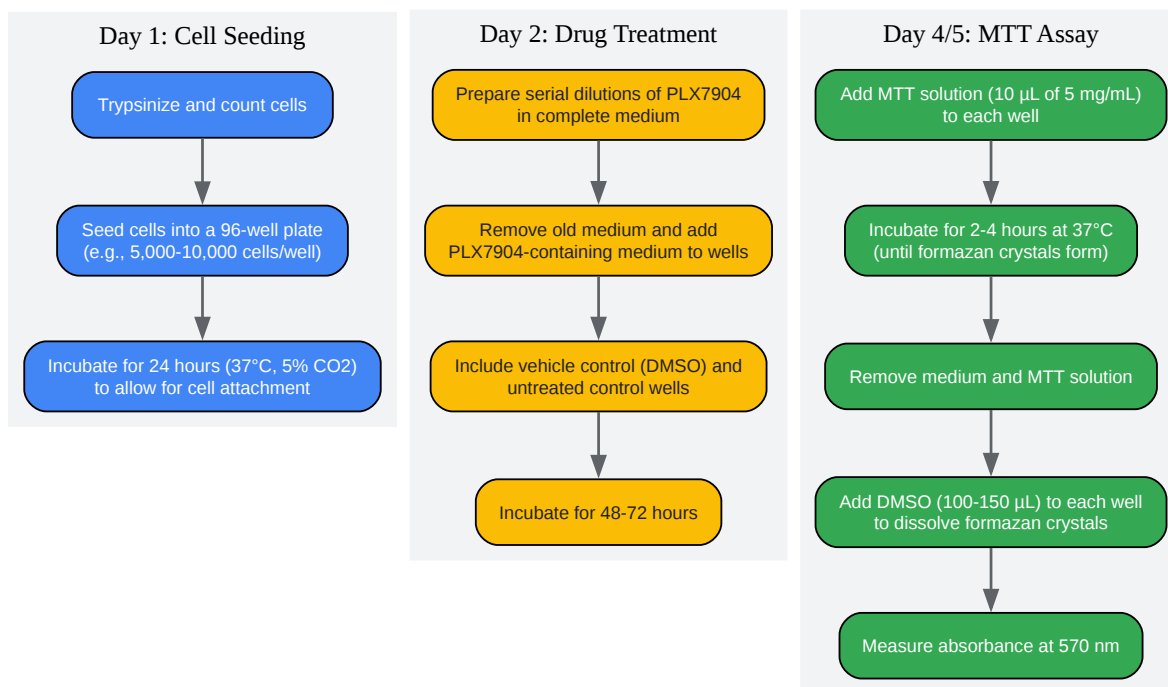 Day 1: Cell Seeding
Trypsinize and count cells
Seed cells into a 96-well plate
(e.g., 5,000-10,000 cells/well)
Incubate for 24 hours (37°C, 5% CO2)
to allow for cell attachment
Day 2: Drug Treatment
Prepare serial dilutions of PLX7904
in complete medium
Remove old medium and add
PLX7904-containing medium to wells
Include vehicle control (DMSO) and
untreated control wells
Incubate for 48-72 hours
Day 4/5: MTT Assay
Add MTT solution (10 µL of 5 mg/mL)
to each well
Incubate for 2-4 hours at 37°C
(until formazan crystals form)
Remove medium and MTT solution
Add DMSO (100-150 µL) to each well
to dissolve formazan crystals
Measure absorbance at 570 nm